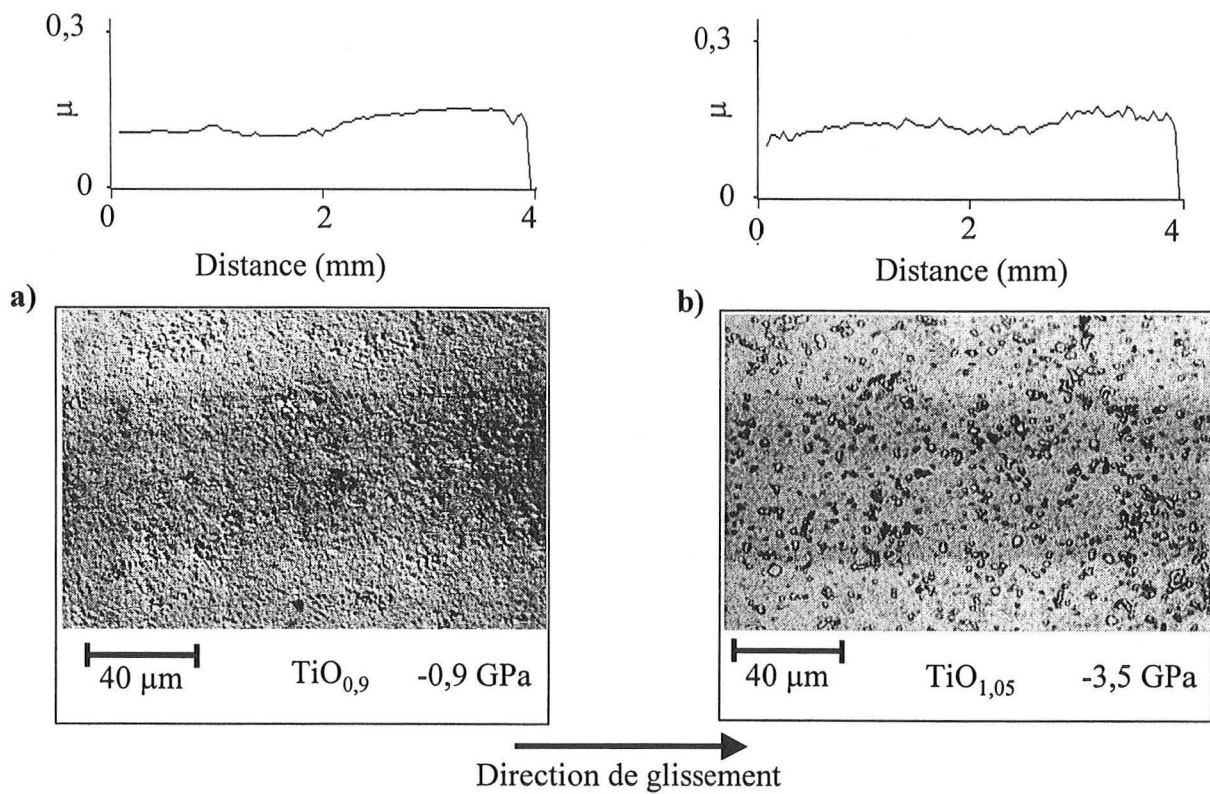 0,3
μ
0
0
2
4
Distance (mm)
0,3
μ
0
0
2
4
Distance (mm)
a)
40 μm
TiO0,9
-0,9 GPa
b)
40 μm
TiO1,05
-3,5 GPa
Direction de glissement